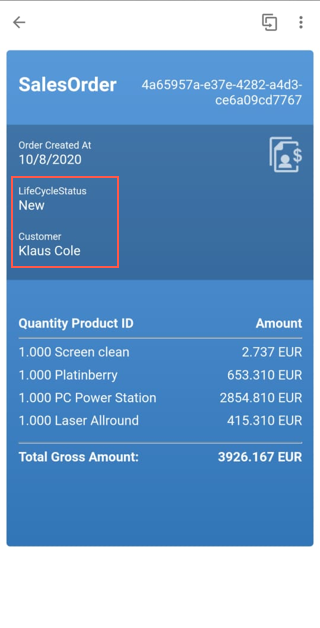 SalesOrder 4a65957a-e37e-4282-a4d3-
ce6a09cd7767
Order Created At
10/8/2020
$
LifeCycleStatus
New
Customer
Klaus Cole
Quantity Product ID Amount
1.000 Screen clean 2.737 EUR
1.000 Platinberry 653.310 EUR
1.000 PC Power Station 2854.810 EUR
1.000 Laser Allround 415.310 EUR
Total Gross Amount: 3926.167 EUR